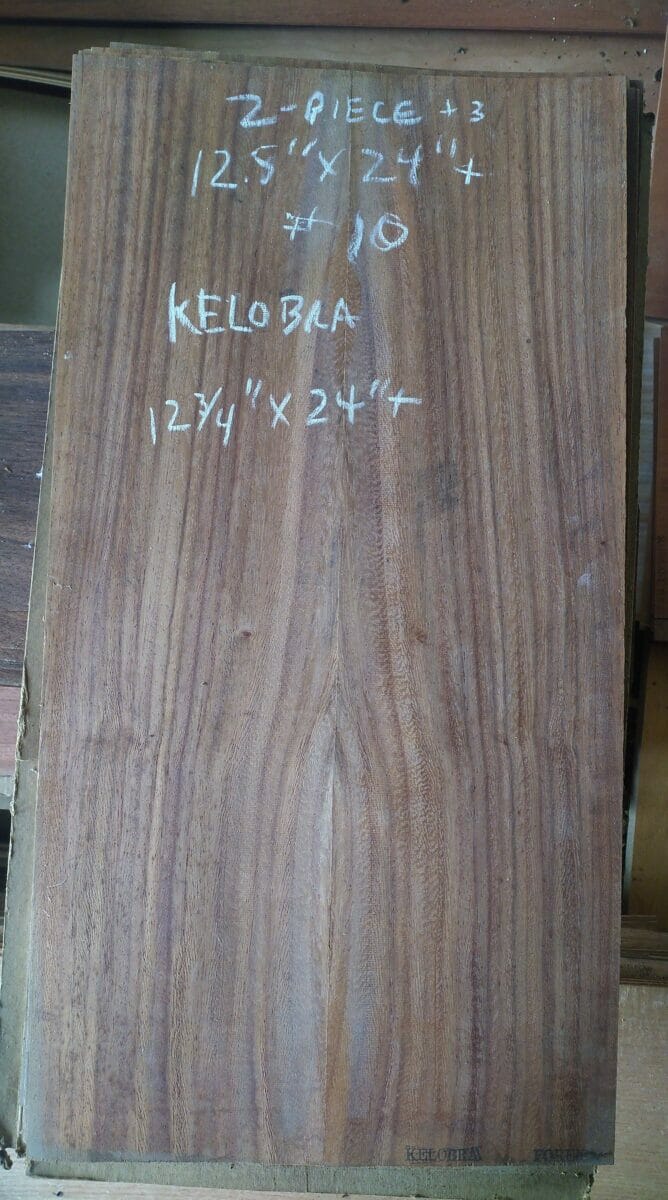 2-PIECE +3
12.5" X 24"+
#10
KELOBRA
12 3/4" X 24"+
KELOBRA